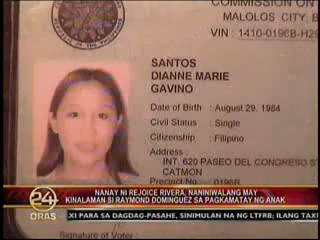 COMMISSION ON
MALOLOS CITY, B
VIN : 1410-0196B-H29
SANTOS
DIANNE MARIE
GAVINO
Date of Birth : August 29, 1984
Civil Status : Single
Citizenship : Filipino
Address :
INT. 620 PASEO DEL CONGRESO ST
CATMON
Precinct No. 0196B
NANAY NI REJOICE RIVERA, NANINIWALANG MAY
KINALAMAN SI RAYMOND DOMINGUEZ SA PAGKAMATAY NG ANAK
24
ORAS
XI PARA SA DAGDAG-PASAHE, SINIMULAN NG LTFRB; ILANG TAXI
Signature of Voter :